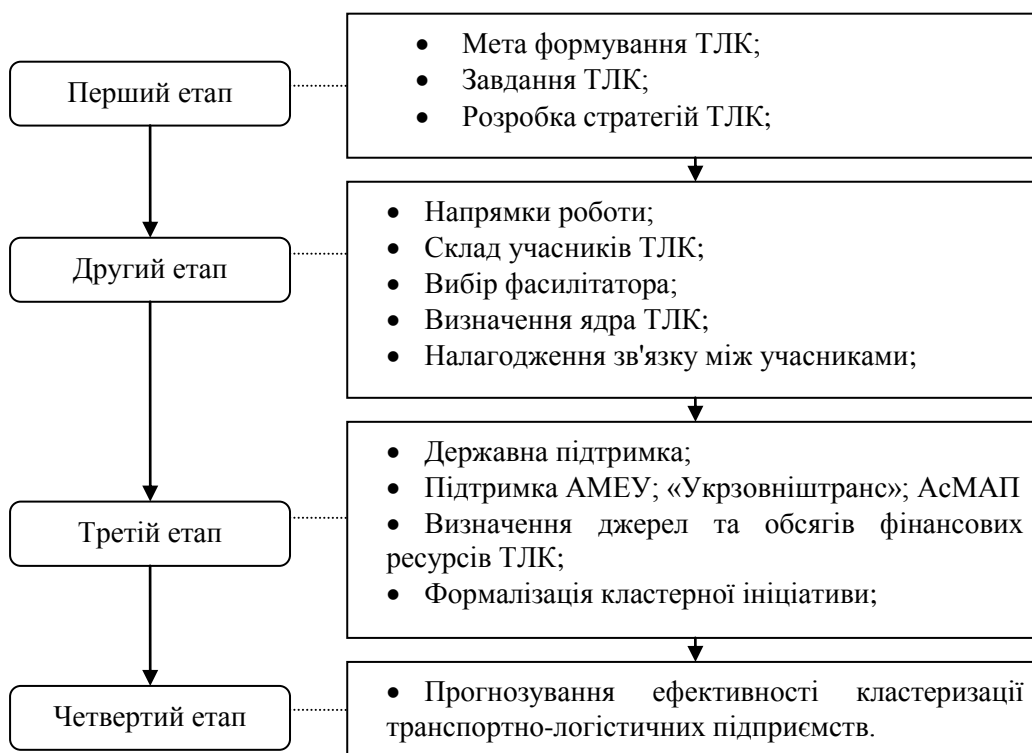 Перший етап
• Мета формування ТЛК;
• Завдання ТЛК;
• Розробка стратегій ТЛК;
Другий етап
• Напрямки роботи;
• Склад учасників ТЛК;
• Вибір фасилітатора;
• Визначення ядра ТЛК;
• Налагодження зв'язку між учасниками;
Третій етап
• Державна підтримка;
• Підтримка АМЕУ; «Укрзовніштранс»; АсМАП
• Визначення джерел та обсягів фінансових
ресурсів ТЛК;
• Формалізація кластерної ініціативи;
Четвертий етап
• Прогнозування ефективності кластеризації
транспортно-логістичних підприємств.